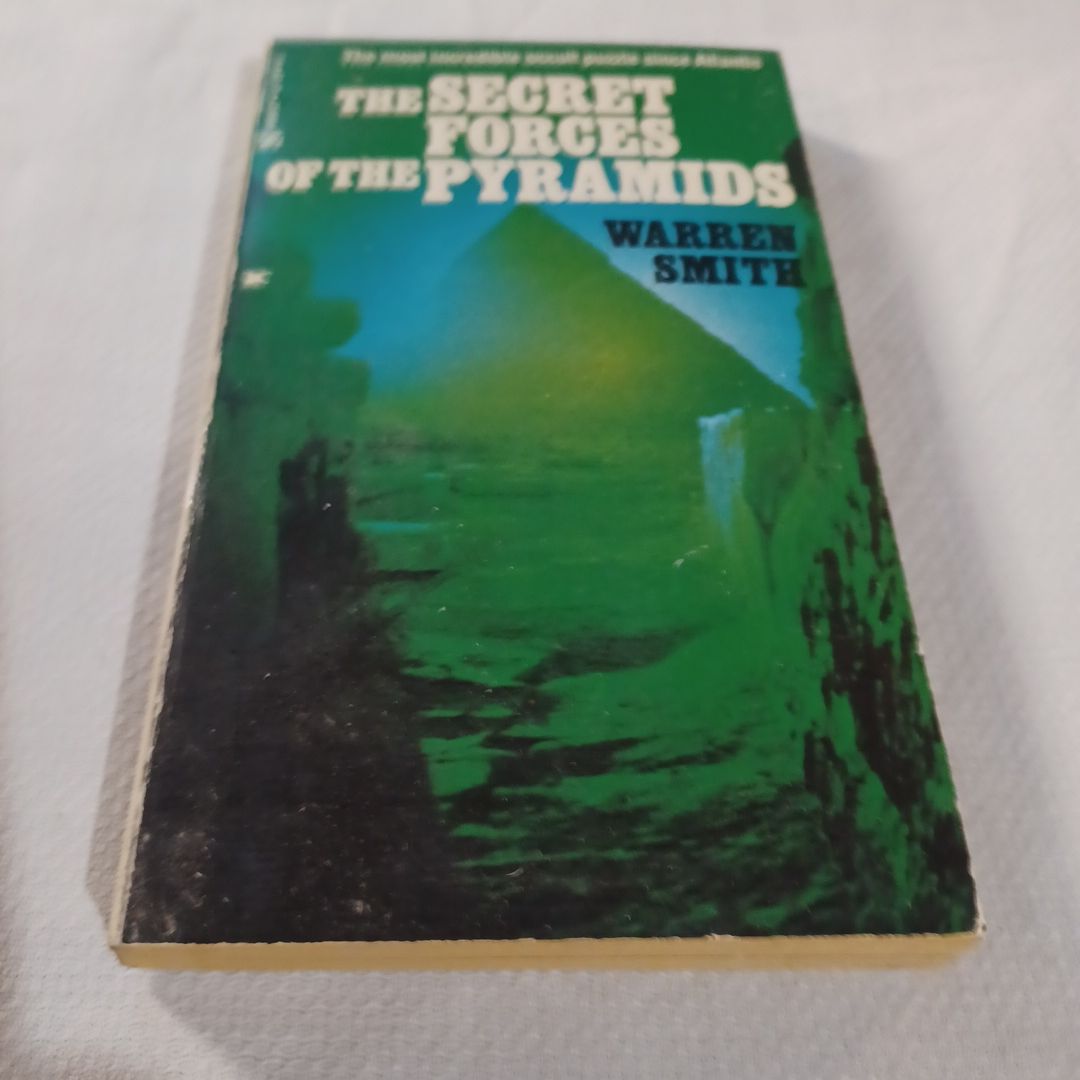 The most incredible occult puzzle since Atlantis
THE SECRET
FORCES
OF THE PYRAMIDS
WARREN
SMITH